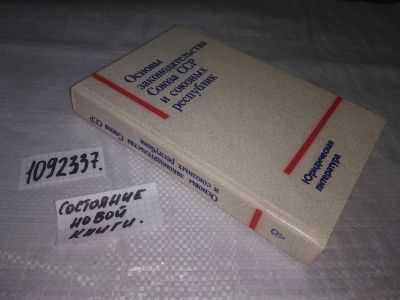 Основы
законодательства
Союза ССР
и союзных
республик
Юридическая
литература
Основы законодательства Союза ССР
и союзных республик
1092337.
СОСТОЯНИЕ
НОВОЙ
КНИГИ.